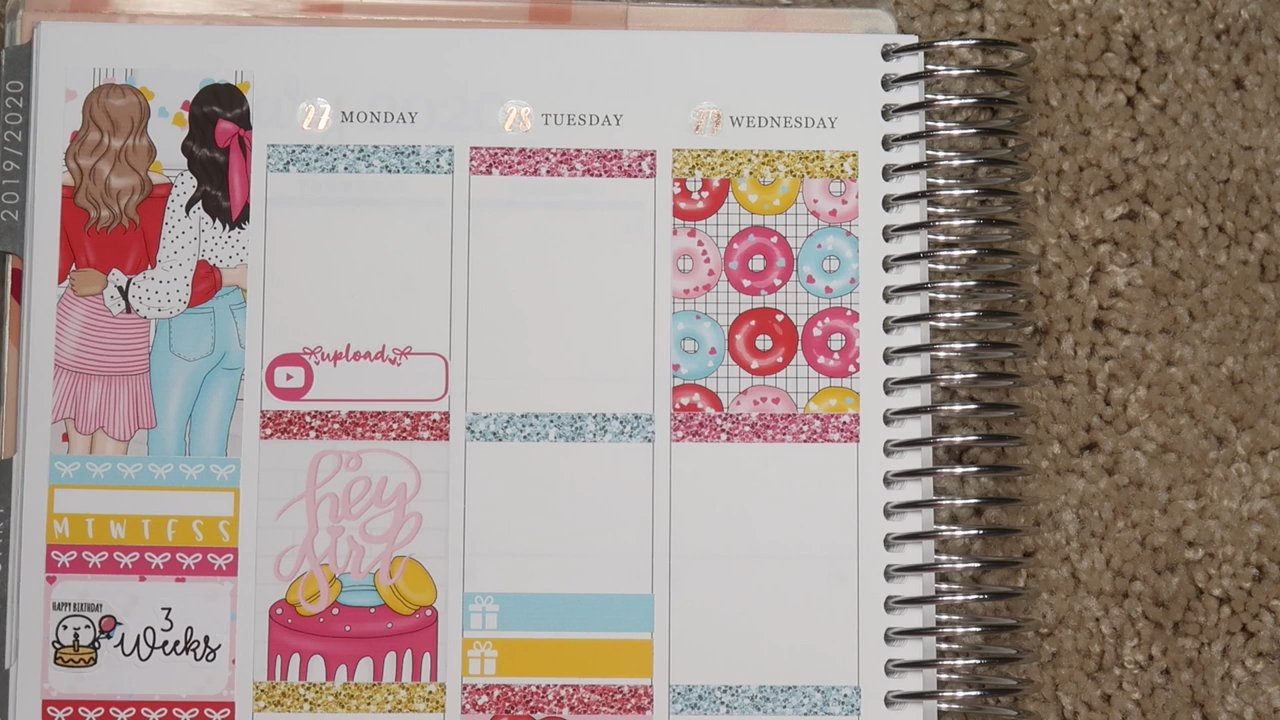 2019/2020
27 MONDAY
28 TUESDAY
29 WEDNESDAY
upload
hey
girl
M T W T F S S
HAPPY BIRTHDAY
3
Weeks